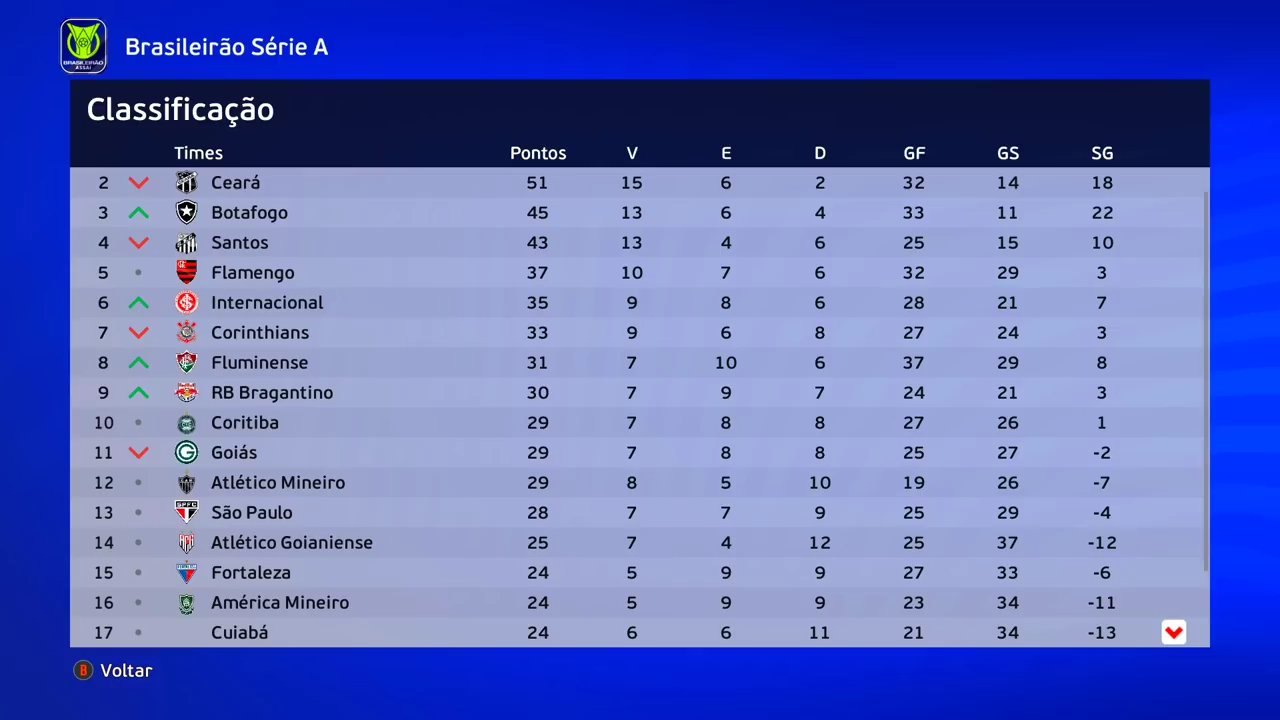 BRASILEIRÃO
ASSAÍ
Brasileirão Série A
Classificação
Times Pontos V E D GF GS SG
2 Ceará 51 15 6 2 32 14 18
3 Botafogo 45 13 6 4 33 11 22
4 Santos 43 13 4 6 25 15 10
5 Flamengo 37 10 7 6 32 29 3
6 Internacional 35 9 8 6 28 21 7
7 Corinthians 33 9 6 8 27 24 3
8 Fluminense 31 7 10 6 37 29 8
9 RB Bragantino 30 7 9 7 24 21 3
10 Coritiba 29 7 8 8 27 26 1
11 Goiás 29 7 8 8 25 27 -2
12 Atlético Mineiro 29 8 5 10 19 26 -7
13 São Paulo 28 7 7 9 25 29 -4
14 Atlético Goianiense 25 7 4 12 25 37 -12
15 Fortaleza 24 5 9 9 27 33 -6
16 América Mineiro 24 5 9 9 23 34 -11
17 Cuiabá 24 6 6 11 21 34 -13
B Voltar